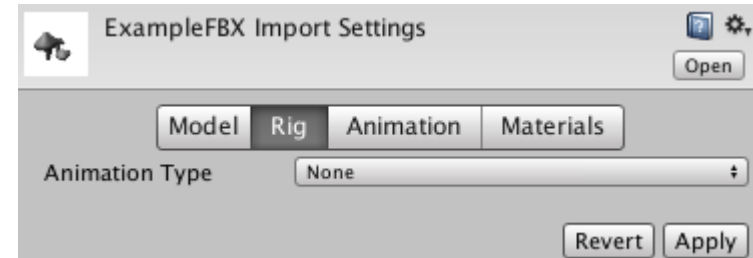 ExampleFBX Import Settings
Open
Model Rig Animation Materials
Animation Type None
Revert Apply